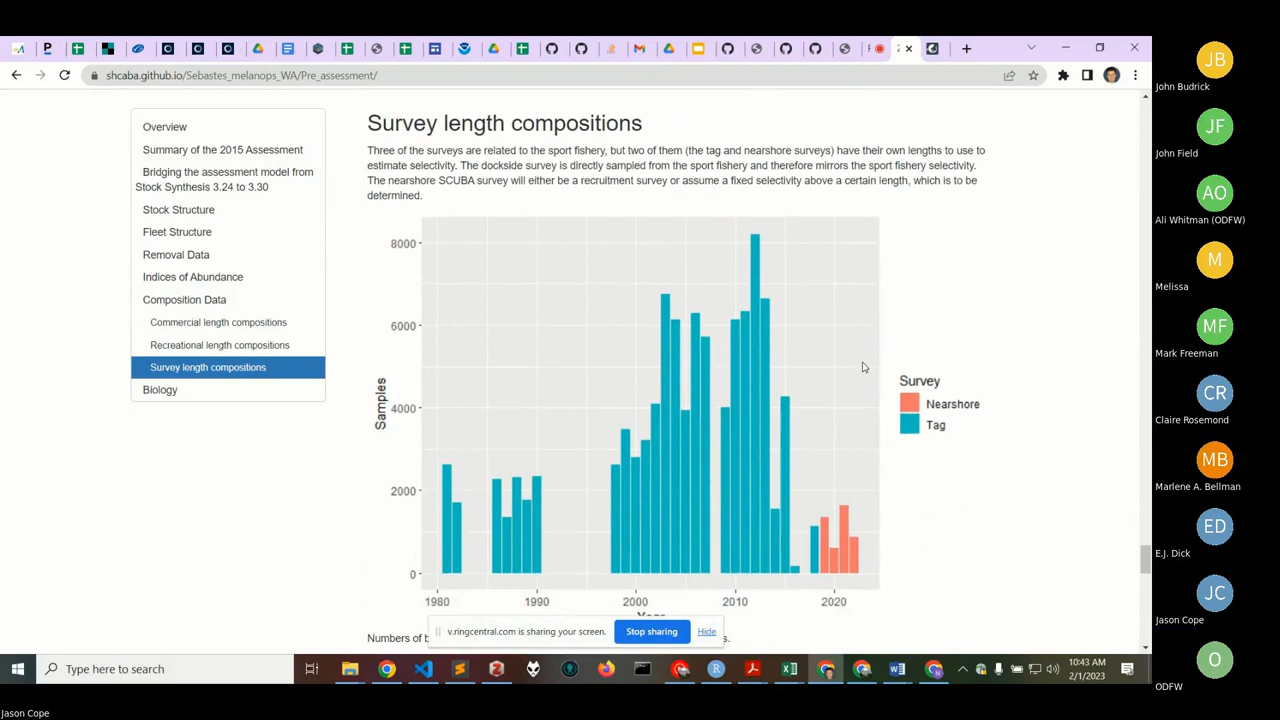 shcaba.github.io/Sebastes_melanops_WA/Pre_assessment/
Overview
Summary of the 2015 Assessment
Bridging the assessment model from
Stock Synthesis 3.24 to 3.30
Stock Structure
Fleet Structure
Removal Data
Indices of Abundance
Composition Data
Commercial length compositions
Recreational length compositions
Survey length compositions
Biology
Survey length compositions
Three of the surveys are related to the sport fishery, but two of them (the tag and nearshore surveys) have their own lengths to use to
estimate selectivity. The dockside survey is directly sampled from the sport fishery and therefore mirrors the sport fishery selectivity.
The nearshore SCUBA survey will either be a recruitment survey or assume a fixed selectivity above a certain length, which is to be
determined.
8000
6000
4000
2000
0
Samples
1980
1990
2000
2010
2020
Survey
Nearshore
Tag
Numbers of
v.ringcentral.com is sharing your screen.
Stop sharing
Hide
Type here to search
10:43 AM
2/1/2023
JB
John Budrick
JF
John Field
AO
Ali Whitman (ODFW)
M
Melissa
MF
Mark Freeman
CR
Claire Rosemond
MB
Marlene A. Bellman
ED
E.J. Dick
JC
Jason Cope
O
ODFW
Jason Cope